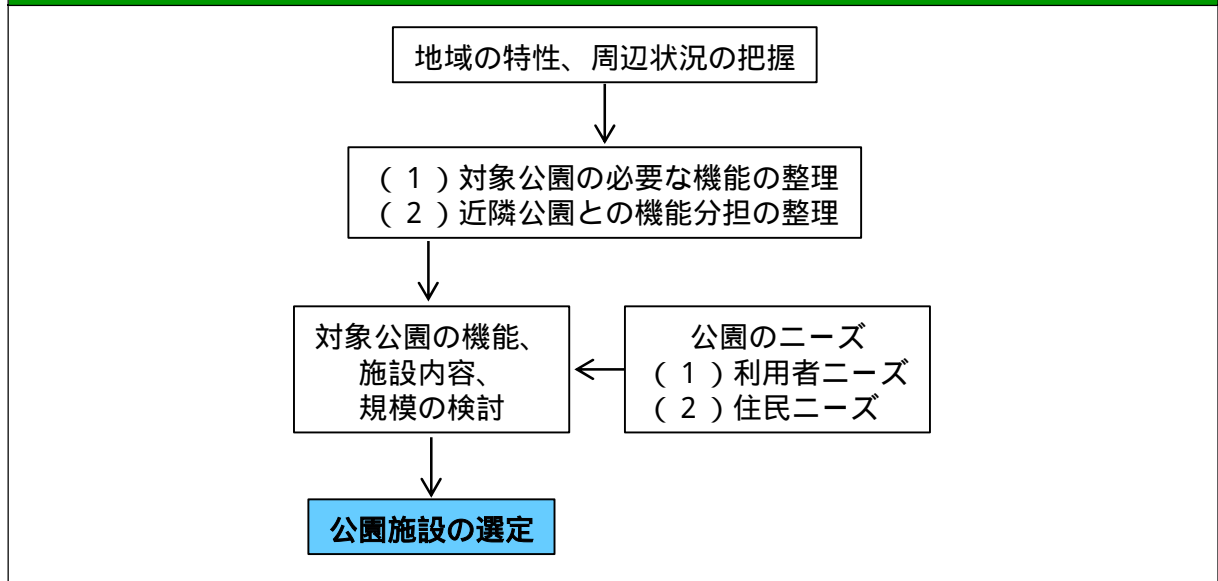 地域の特性、周辺状況の把握
（1）対象公園の必要な機能の整理
（2）近隣公園との機能分担の整理
対象公園の機能、
施設内容、
規模の検討
公園のニーズ
（1）利用者ニーズ
（2）住民ニーズ
公園施設の選定